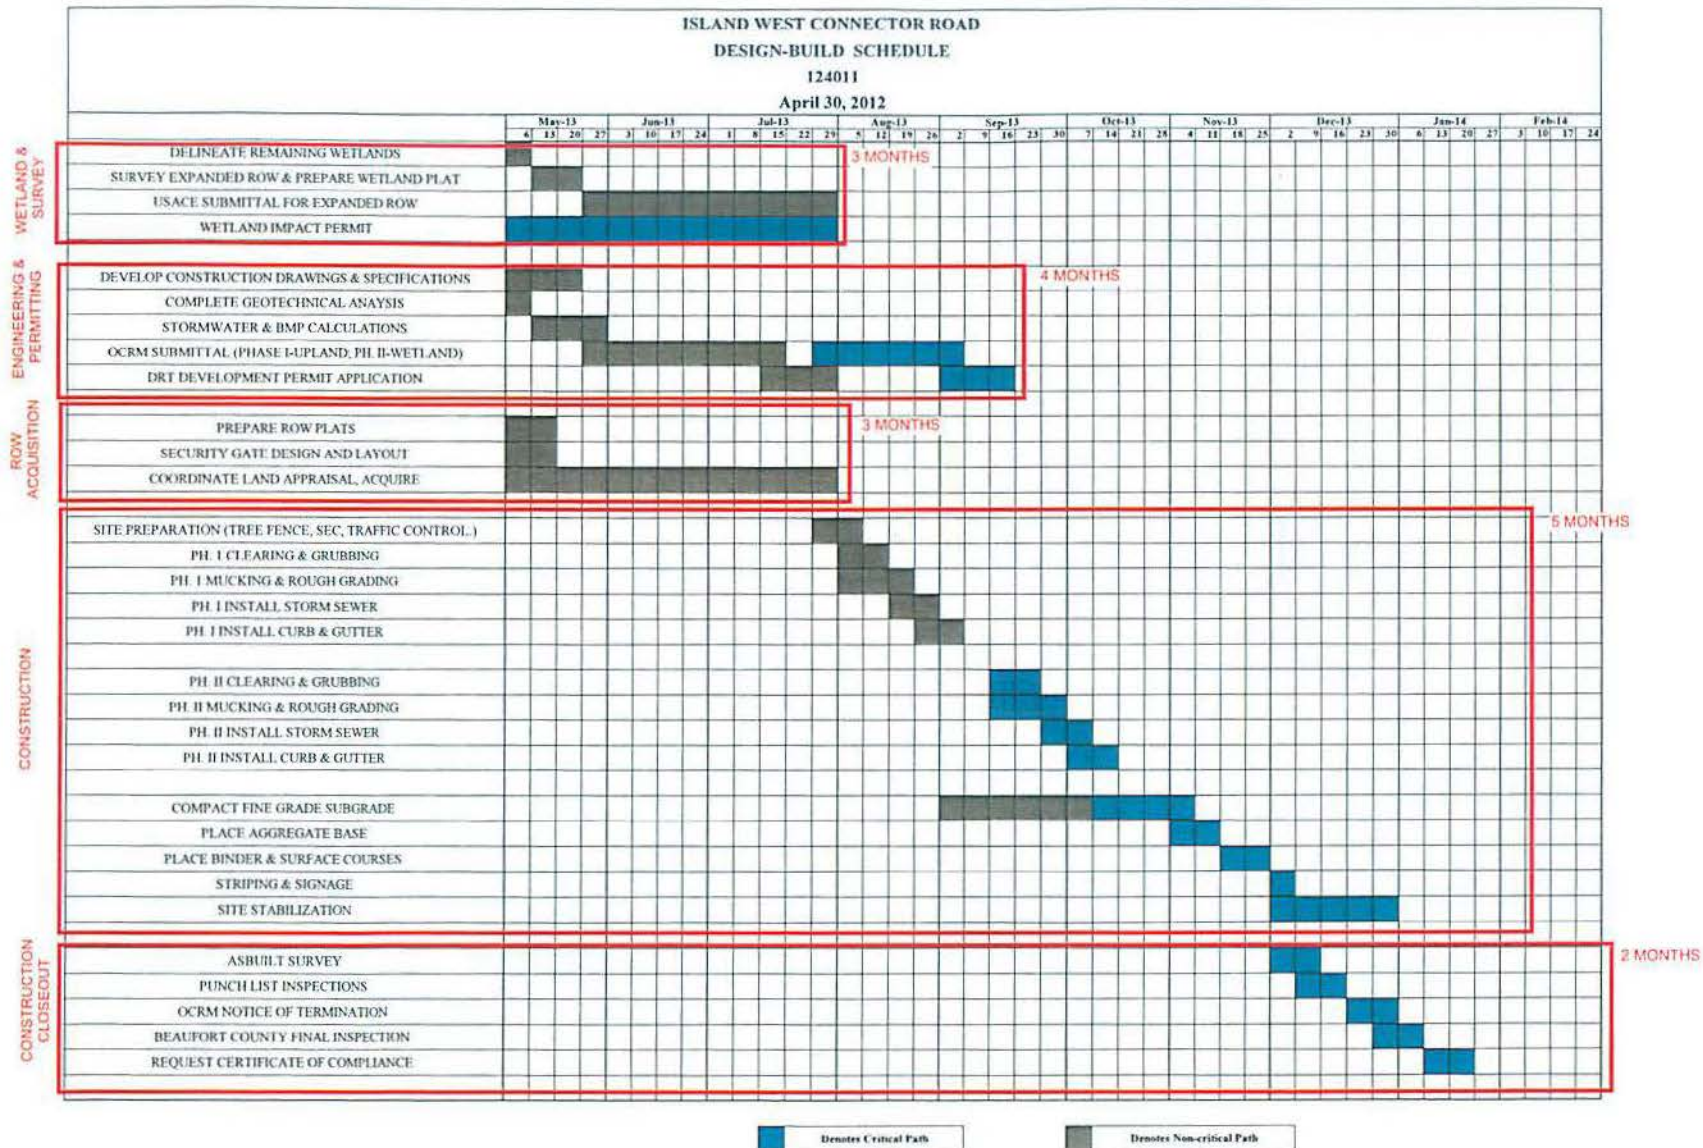 ISLAND WEST CONNECTOR ROAD
DESIGN-BUILD SCHEDULE
124011
April 30, 2012
May-13 Jun-13 Jul-13 Aug-13 Sep-13 Oct-13 Nov-13 Dec-13 Jan-14 Feb-14
6 13 20 27 3 10 17 24 1 8 15 22 29 5 12 19 26 2 9 16 23 30 7 14 21 28 4 11 18 25 2 9 16 23 30 6 13 20 27 3 10 17 24
WETLAND & SURVEY
DELINEATE REMAINING WETLANDS
3 MONTHS
SURVEY EXPANDED ROW & PREPARE WETLAND PLAT
USACE SUBMITTAL FOR EXPANDED ROW
WETLAND IMPACT PERMIT
ENGINEERING & PERMITTING
DEVELOP CONSTRUCTION DRAWINGS & SPECIFICATIONS
4 MONTHS
COMPLETE GEOTECHNICAL ANAYSIS
STORMWATER & BMP CALCULATIONS
OCRM SUBMITTAL (PHASE I-UPLAND; PH. II-WETLAND)
DRT DEVELOPMENT PERMIT APPLICATION
ROW ACQUISITION
PREPARE ROW PLATS
3 MONTHS
SECURITY GATE DESIGN AND LAYOUT
COORDINATE LAND APPRAISAL, ACQUIRE
CONSTRUCTION
SITE PREPARATION (TREE FENCE, SEC, TRAFFIC CONTROL.)
5 MONTHS
PH. I CLEARING & GRUBBING
PH. I MUCKING & ROUGH GRADING
PH. I INSTALL STORM SEWER
PH. I INSTALL CURB & GUTTER
PH. II CLEARING & GRUBBING
PH. II MUCKING & ROUGH GRADING
PH. II INSTALL STORM SEWER
PH. II INSTALL CURB & GUTTER
COMPACT FINE GRADE SUBGRADE
PLACE AGGREGATE BASE
PLACE BINDER & SURFACE COURSES
STRIPING & SIGNAGE
SITE STABILIZATION
CONSTRUCTION CLOSEOUT
ASBUILT SURVEY
2 MONTHS
PUNCH LIST INSPECTIONS
OCRM NOTICE OF TERMINATION
BEAUFORT COUNTY FINAL INSPECTION
REQUEST CERTIFICATE OF COMPLIANCE
Denotes Critical Path
Denotes Non-critical Path